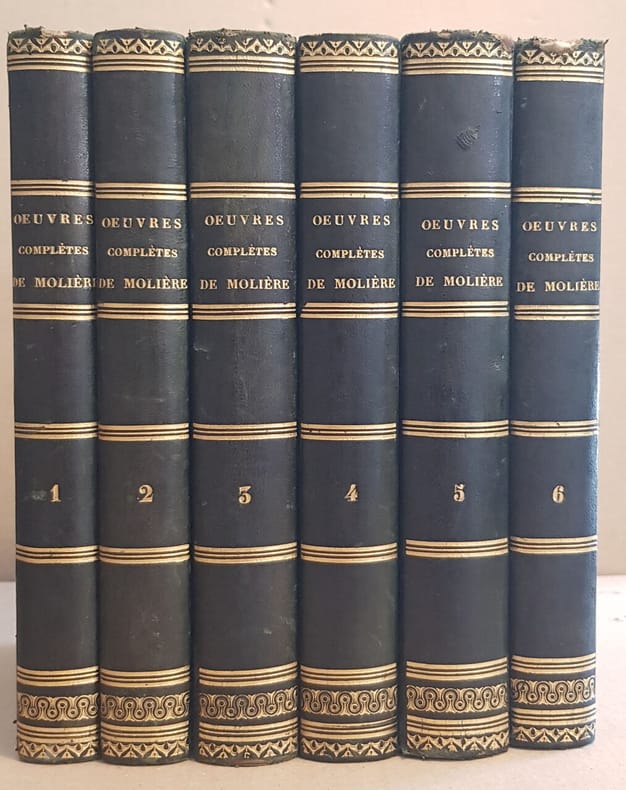 OEUVRES
COMPLÈTES
DE MOLIÈRE
1
OEUVRES
COMPLÈTES
DE MOLIÈRE
2
OEUVRES
COMPLÈTES
DE MOLIÈRE
3
OEUVRES
COMPLÈTES
DE MOLIÈRE
4
OEUVRES
COMPLÈTES
DE MOLIÈRE
5
OEUVRES
COMPLÈTES
DE MOLIÈRE
6